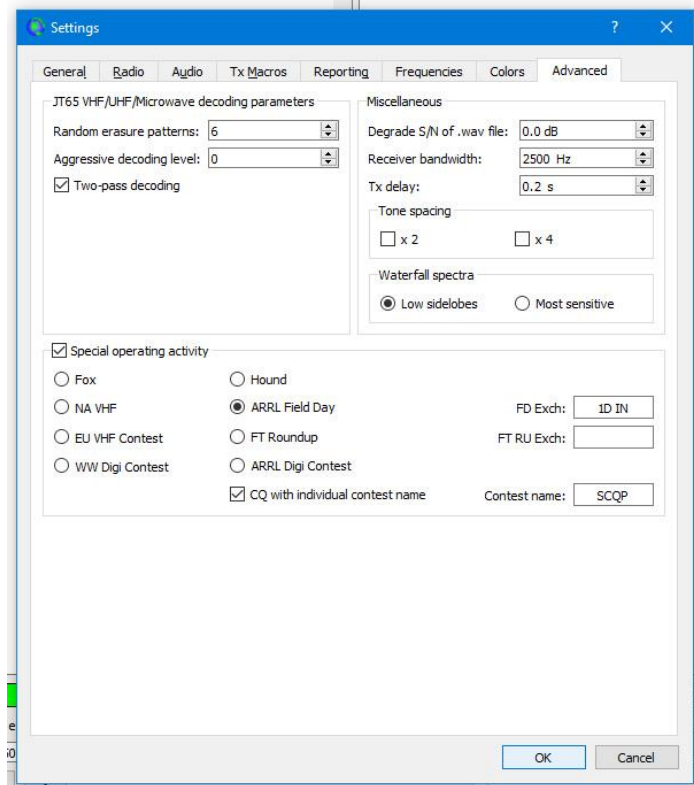 Settings
?
General Radio Audio Tx Macros Reporting Frequencies Colors Advanced
JT65 VHF/UHF/Microwave decoding parameters
Random erasure patterns: 6
Aggressive decoding level: 0
Two-pass decoding
Miscellaneous
Degrade S/N of .wav file: 0.0 dB
Receiver bandwidth: 2500 Hz
Tx delay: 0.2 s
Tone spacing
x 2 x 4
Waterfall spectra
Low sidelobes Most sensitive
Special operating activity
Fox Hound
NA VHF ARRL Field Day FD Exch: 1D IN
EU VHF Contest FT Roundup FT RU Exch:
WW Digi Contest ARRL Digi Contest
CQ with individual contest name Contest name: SCQP
OK Cancel